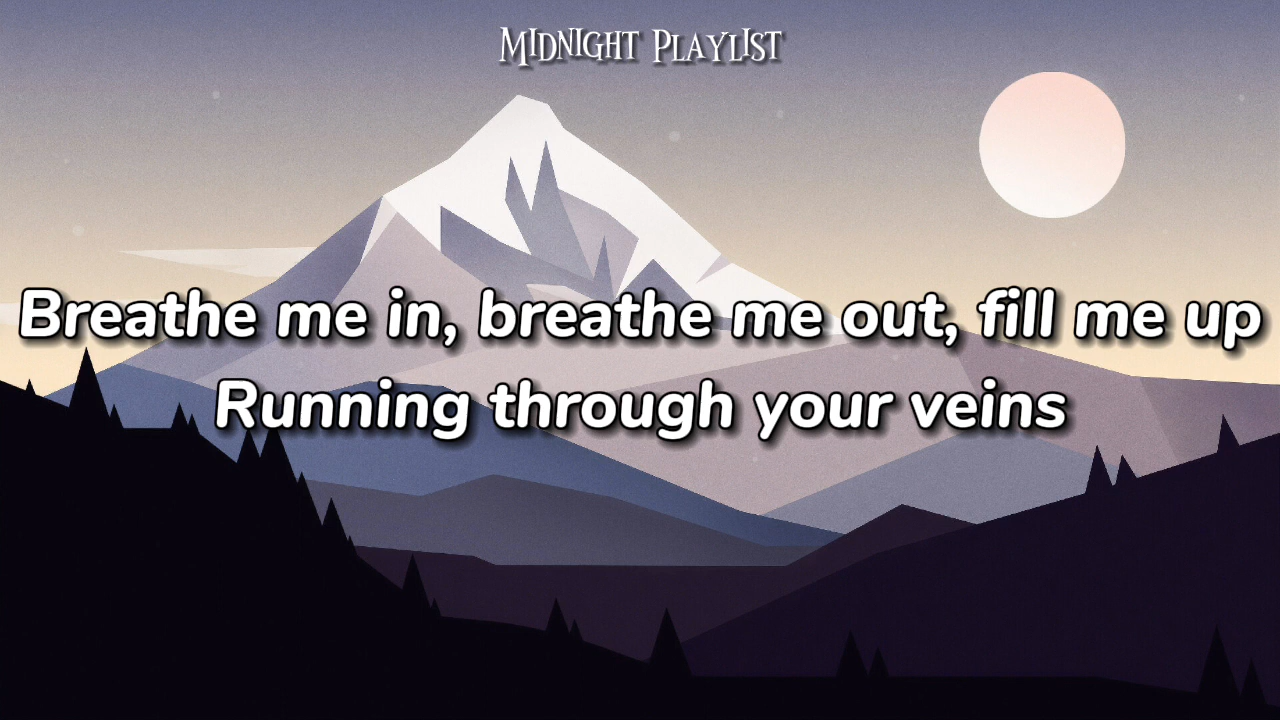 Midnight Playlist
Breathe me in, breathe me out, fill me up
Running through your veins